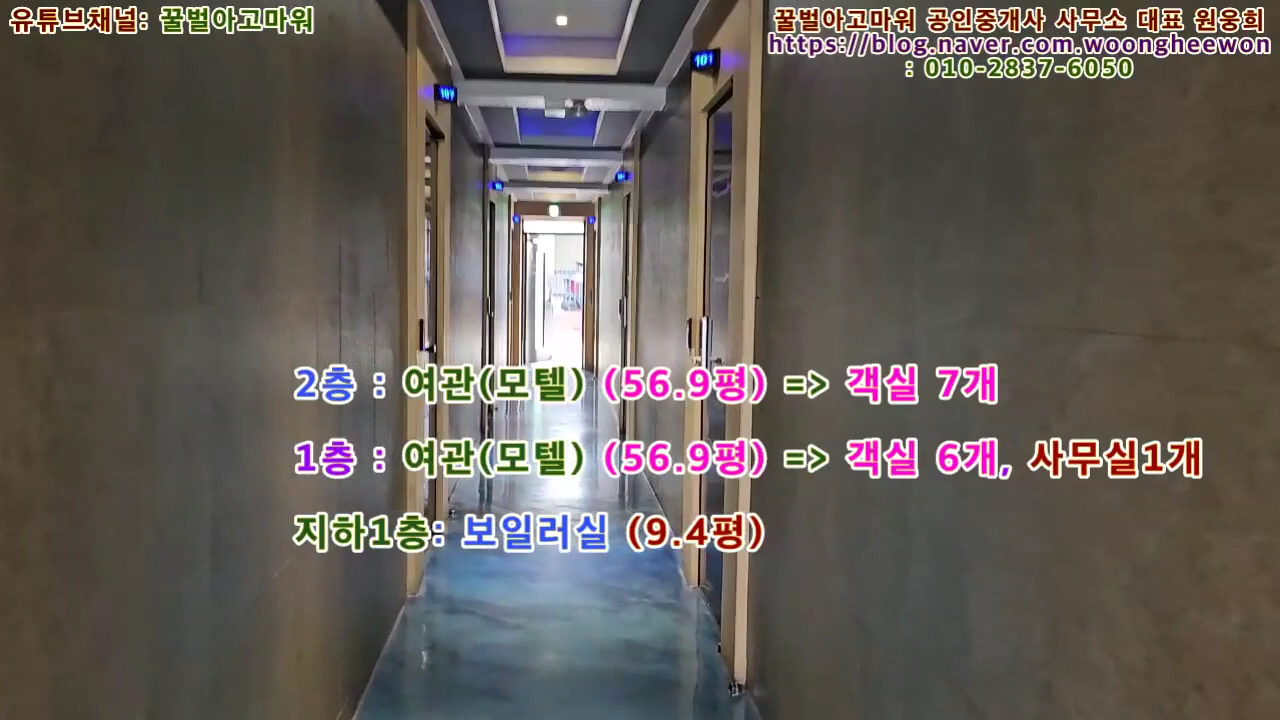 유튜브채널: 꿀벌아고마워
꿀벌아고마워 공인중개사 사무소 대표 원웅희
https://blog.naver.com.woongheewon
: 010-2837-6050
101
2층 : 여관(모텔) (56.9평) => 객실 7개
1층 : 여관(모텔) (56.9평) => 객실 6개, 사무실1개
지하1층: 보일러실 (9.4평)